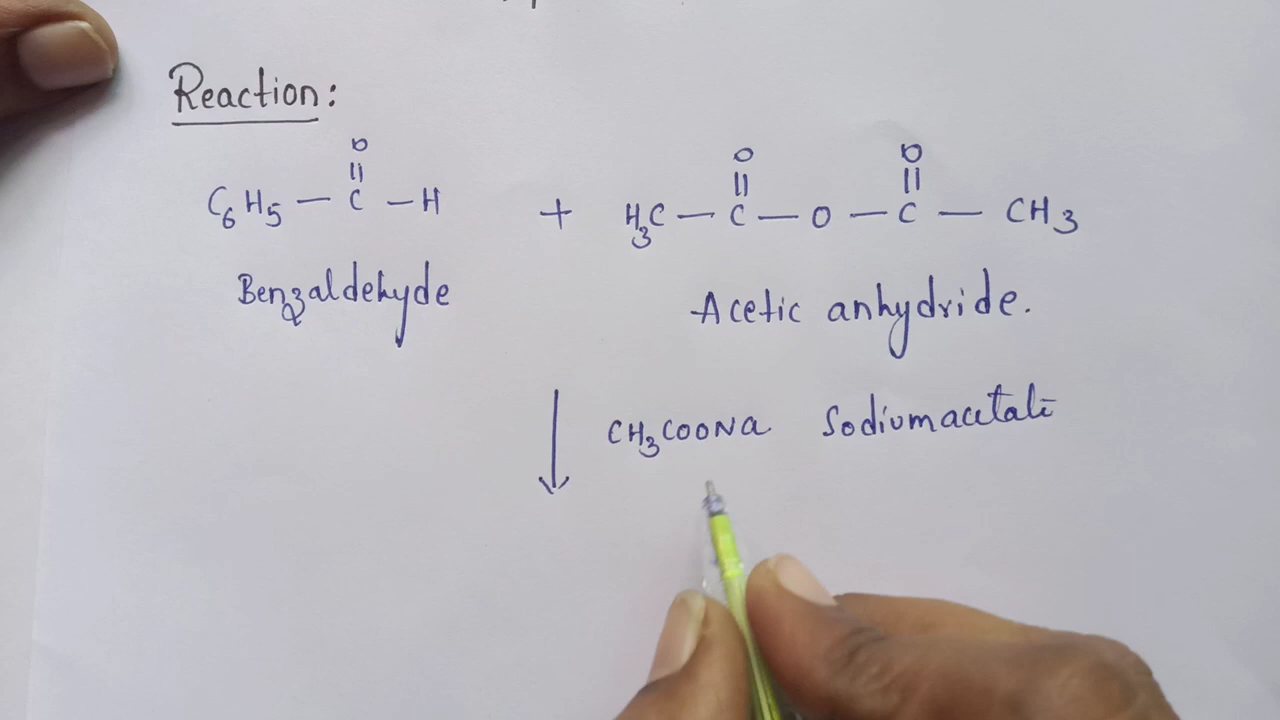 Reaction:
O O O
|| || ||
C6H5 — C — H + H3C — C — O — C — CH3
Benzaldehyde Acetic anhydride.
CH3COONa Sodiumacetate